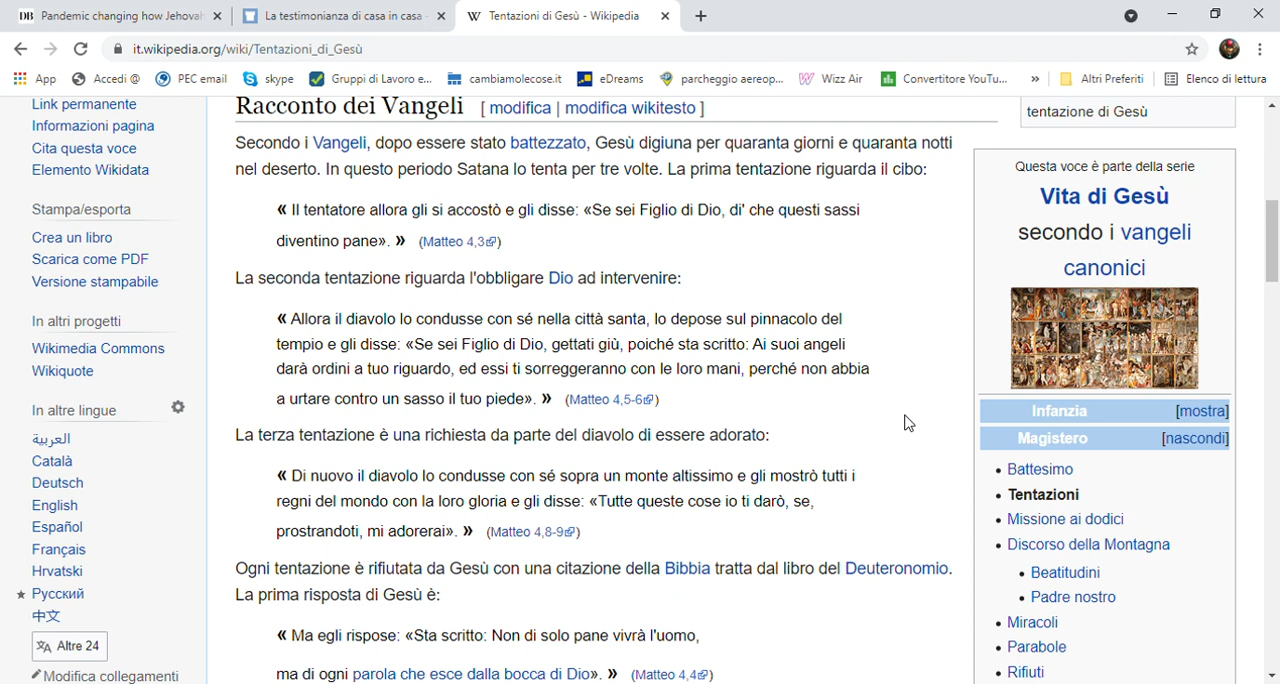 Pandemic changing how Jehovah
La testimonianza di casa in casa -
Tentazioni di Gesù - Wikipedia
it.wikipedia.org/wiki/Tentazioni_di_Gesù
App Accedi @ PEC email skype Gruppi di Lavoro e... cambiamolecose.it eDreams parcheggio aereop... Wizz Air Convertitore YouTu... » Altri Preferiti Elenco di lettura
Link permanente
Informazioni pagina
Cita questa voce
Elemento Wikidata
Stampa/esporta
Crea un libro
Scarica come PDF
Versione stampabile
In altri progetti
Wikimedia Commons
Wikiquote
In altre lingue
العربية
Català
Deutsch
English
Español
Français
Hrvatski
Русский
中文
Altre 24
Modifica collegamenti
Racconto dei Vangeli [ modifica | modifica wikitesto ]
Secondo i Vangeli, dopo essere stato battezzato, Gesù digiuna per quaranta giorni e quaranta notti
nel deserto. In questo periodo Satana lo tenta per tre volte. La prima tentazione riguarda il cibo:
« Il tentatore allora gli si accostò e gli disse: «Se sei Figlio di Dio, di' che questi sassi
diventino pane». » (Matteo 4,3)
La seconda tentazione riguarda l'obbligare Dio ad intervenire:
« Allora il diavolo lo condusse con sé nella città santa, lo depose sul pinnacolo del
tempio e gli disse: «Se sei Figlio di Dio, gettati giù, poiché sta scritto: Ai suoi angeli
darà ordini a tuo riguardo, ed essi ti sorreggeranno con le loro mani, perché non abbia
a urtare contro un sasso il tuo piede». » (Matteo 4,5-6)
La terza tentazione è una richiesta da parte del diavolo di essere adorato:
« Di nuovo il diavolo lo condusse con sé sopra un monte altissimo e gli mostrò tutti i
regni del mondo con la loro gloria e gli disse: «Tutte queste cose io ti darò, se,
prostrandoti, mi adorerai». » (Matteo 4,8-9)
Ogni tentazione è rifiutata da Gesù con una citazione della Bibbia tratta dal libro del Deuteronomio.
La prima risposta di Gesù è:
« Ma egli rispose: «Sta scritto: Non di solo pane vivrà l'uomo,
ma di ogni parola che esce dalla bocca di Dio». » (Matteo 4,4)
tentazione di Gesù
Questa voce è parte della serie
Vita di Gesù
secondo i vangeli
canonici
Infanzia [mostra]
Magistero [nascondi]
• Battesimo
• Tentazioni
• Missione ai dodici
• Discorso della Montagna
• Beatitudini
• Padre nostro
• Miracoli
• Parabole
• Rifiuti